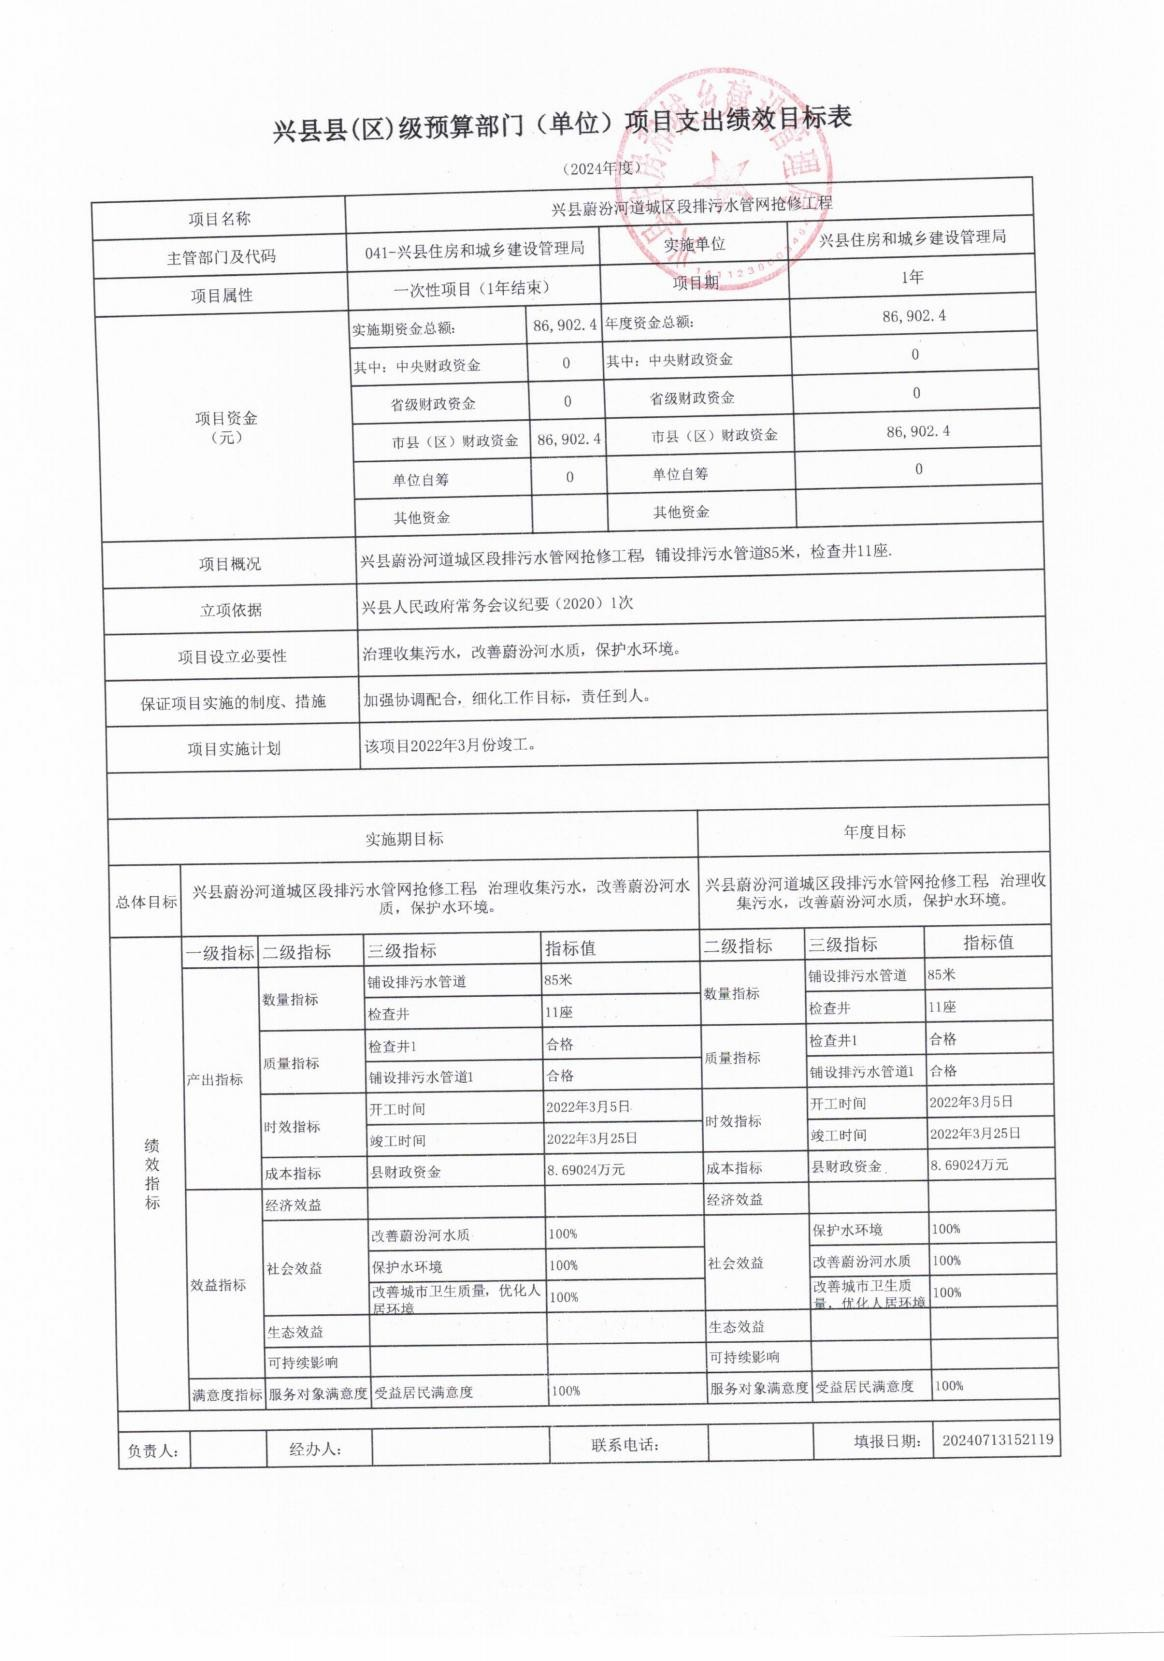 兴县县(区)级预算部门（单位）项目支出绩效目标表
（2024年度）
项目名称 兴县蔚汾河道城区段排污水管网抢修工程
主管部门及代码 041-兴县住房和城乡建设管理局 实施单位 兴县住房和城乡建设管理局
项目属性 一次性项目（1年结束） 项目期 1年
项目资金
（元）
实施期资金总额: 86,902.4 年度资金总额: 86,902.4
其中: 中央财政资金 0 其中: 中央财政资金 0
省级财政资金 0 省级财政资金 0
市县（区）财政资金 86,902.4 市县（区）财政资金 86,902.4
单位自筹 0 单位自筹 0
其他资金 其他资金
项目概况 兴县蔚汾河道城区段排污水管网抢修工程, 铺设排污水管道85米，检查井11座.
立项依据 兴县人民政府常务会议纪要（2020）1次
项目设立必要性 治理收集污水，改善蔚汾河水质，保护水环境。
保证项目实施的制度、措施 加强协调配合，细化工作目标，责任到人。
项目实施计划 该项目2022年3月份竣工。
实施期目标 年度目标
总体目标
兴县蔚汾河道城区段排污水管网抢修工程, 治理收集污水，改善蔚汾河水
质，保护水环境。
兴县蔚汾河道城区段排污水管网抢修工程, 治理收
集污水，改善蔚汾河水质，保护水环境。
绩
效
指
标
一级指标 二级指标 三级指标 指标值 二级指标 三级指标 指标值
产出指标
数量指标 铺设排污水管道 85米 数量指标 铺设排污水管道 85米
检查井 11座 检查井 11座
质量指标 检查井1 合格 质量指标 检查井1 合格
铺设排污水管道1 合格 铺设排污水管道1 合格
时效指标 开工时间 2022年3月5日 时效指标 开工时间 2022年3月5日
竣工时间 2022年3月25日 竣工时间 2022年3月25日
成本指标 县财政资金 8.69024万元 成本指标 县财政资金 8.69024万元
效益指标
经济效益 经济效益
社会效益 改善蔚汾河水质 100% 社会效益 保护水环境 100%
保护水环境 100% 改善蔚汾河水质 100%
改善城市卫生质量，优化人
居环境 100%
改善城市卫生质
量，优化人居环境 100%
生态效益 生态效益
可持续影响 可持续影响
满意度指标 服务对象满意度 受益居民满意度 100% 服务对象满意度 受益居民满意度 100%
负责人: 经办人: 联系电话: 填报日期: 20240713152119